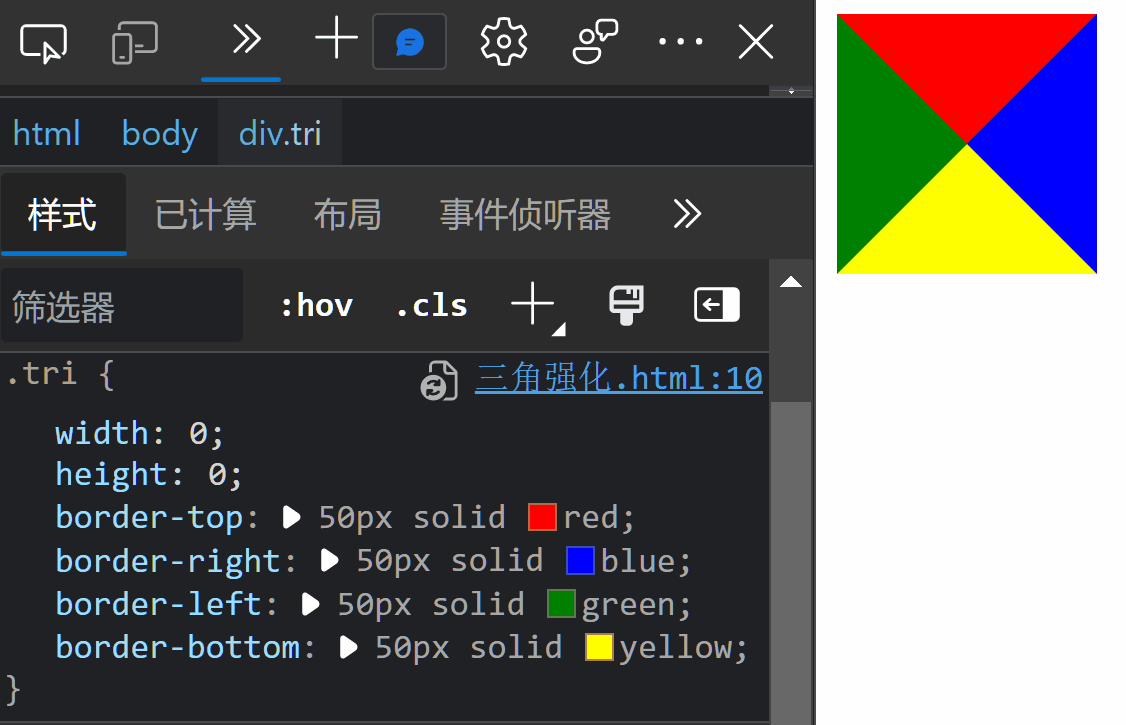 html body div.tri
样式 已计算 布局 事件侦听器
筛选器 :hov .cls
.tri { 三角强化.html:10
width: 0;
height: 0;
border-top: 50px solid red;
border-right: 50px solid blue;
border-left: 50px solid green;
border-bottom: 50px solid yellow;
}